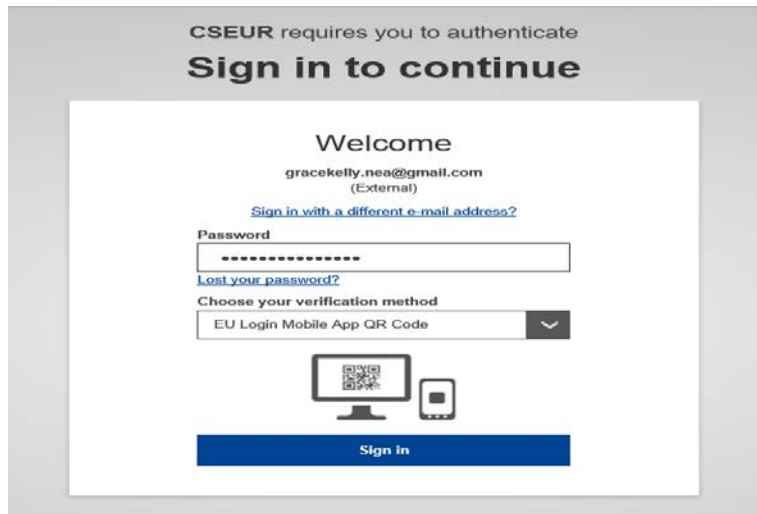 CSEUR requires you to authenticate
Sign in to continue
Welcome
gracekelly.nea@gmail.com
(External)
Sign in with a different e-mail address?
Password
•••••••••••••••
Lost your password?
Choose your verification method
EU Login Mobile App QR Code
Sign in